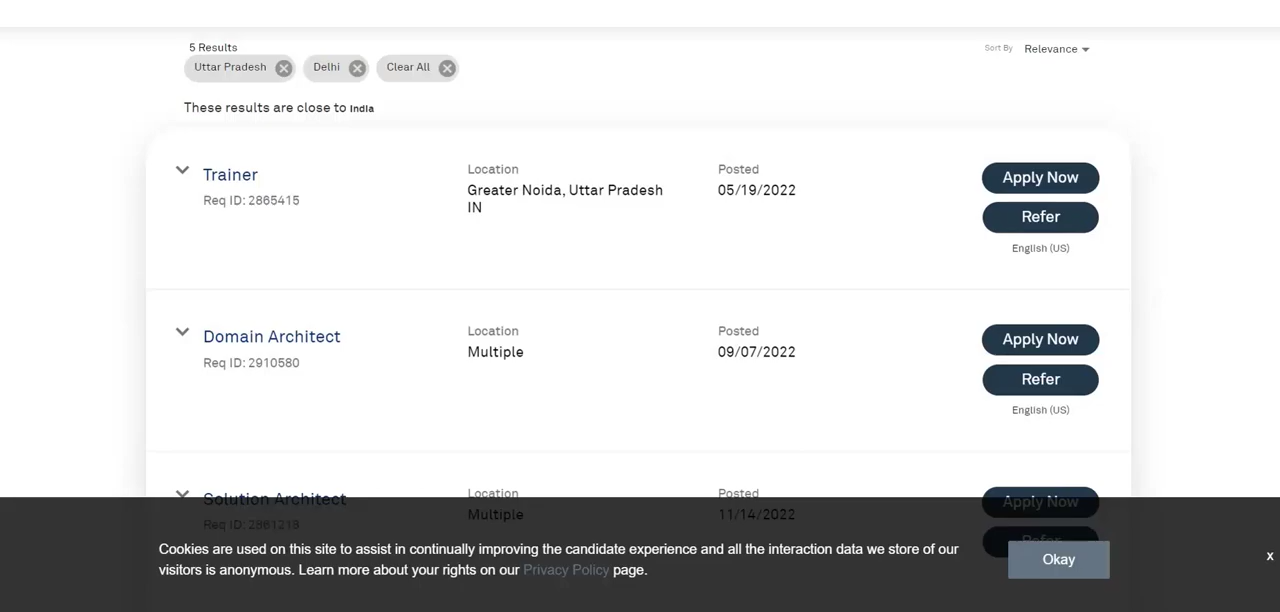 5 Results
Sort By Relevance
Uttar Pradesh Delhi Clear All
These results are close to India
Trainer
Req ID: 2865415
Location
Greater Noida, Uttar Pradesh
IN
Posted
05/19/2022
Apply Now
Refer
English (US)
Domain Architect
Req ID: 2910580
Location
Multiple
Posted
09/07/2022
Apply Now
Refer
English (US)
Solution Architect
Req ID: 2861213
Location
Multiple
Posted
11/14/2022
Apply Now
Refer
Cookies are used on this site to assist in continually improving the candidate experience and all the interaction data we store of our
visitors is anonymous. Learn more about your rights on our Privacy Policy page.
Okay
x